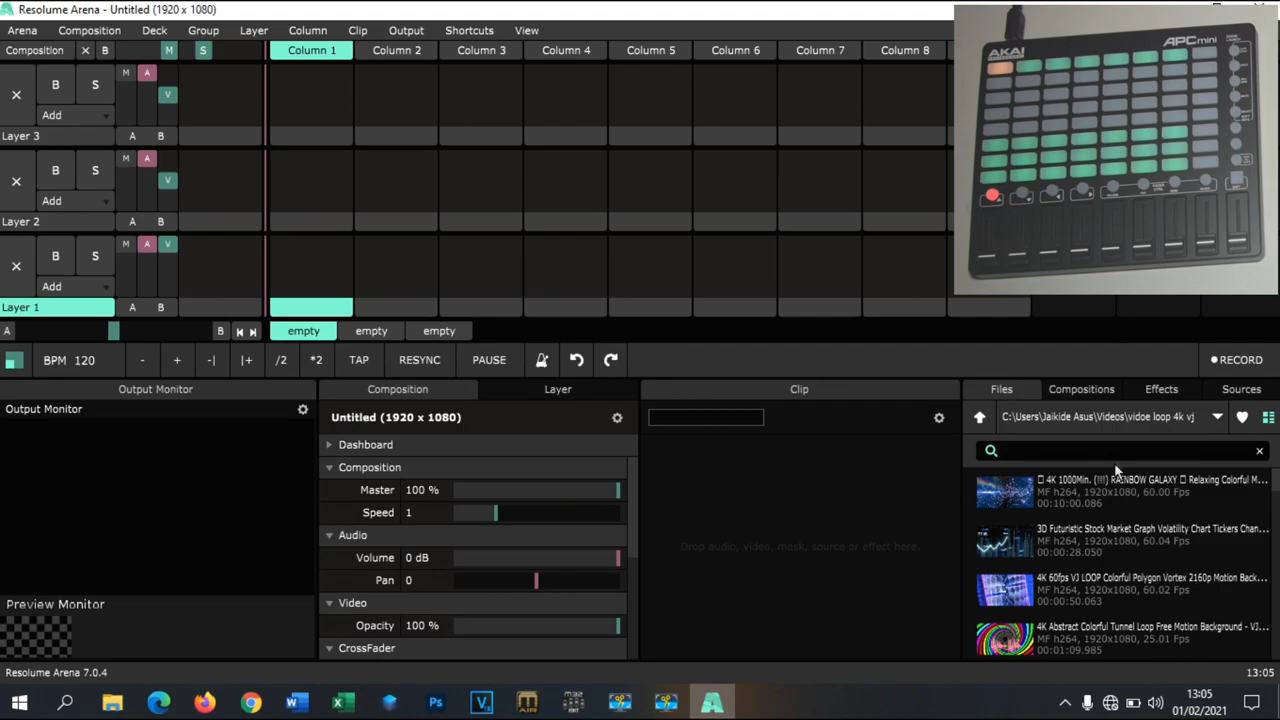 Resolume Arena - Untitled (1920 x 1080)
Arena Composition Deck Group Layer Column Clip Output Shortcuts View
Composition X B M S Column 1 Column 2 Column 3 Column 4 Column 5 Column 6 Column 7 Column 8
M A
B S
V
Add
Layer 3 A B
M A
B S
V
Add
Layer 2 A B
M A V
B S
Add
Layer 1 A B
A B empty empty empty
BPM 120 - + -| |+ /2 *2 TAP RESYNC PAUSE RECORD
Output Monitor Composition Layer Clip Files Compositions Effects Sources
Output Monitor
Untitled (1920 x 1080)
C:\Users\Jaikide Asus\Videos\vidoe loop 4k vj
Dashboard
Composition
Master 100 %
Speed 1
Audio
Volume 0 dB
Pan 0
Video
Opacity 100 %
CrossFader
Drop audio, video, mask, source or effect here.
4K 1000Min. (!!!) RAINBOW GALAXY Relaxing Colorful M...
MF h264, 1920x1080, 60.00 Fps
00:10:00.086
3D Futuristic Stock Market Graph Volatility Chart Tickers Chan...
MF h264, 1920x1080, 60.04 Fps
00:00:28.050
4K 60fps VJ LOOP Colorful Polygon Vortex 2160p Motion Back...
MF h264, 1920x1080, 60.02 Fps
00:00:50.063
4K Abstract Colorful Tunnel Loop Free Motion Background - VJ...
MF h264, 1920x1080, 25.01 Fps
00:01:09.985
Preview Monitor
Resolume Arena 7.0.4
13:05
13:05
01/02/2021
AKAI
APCmini